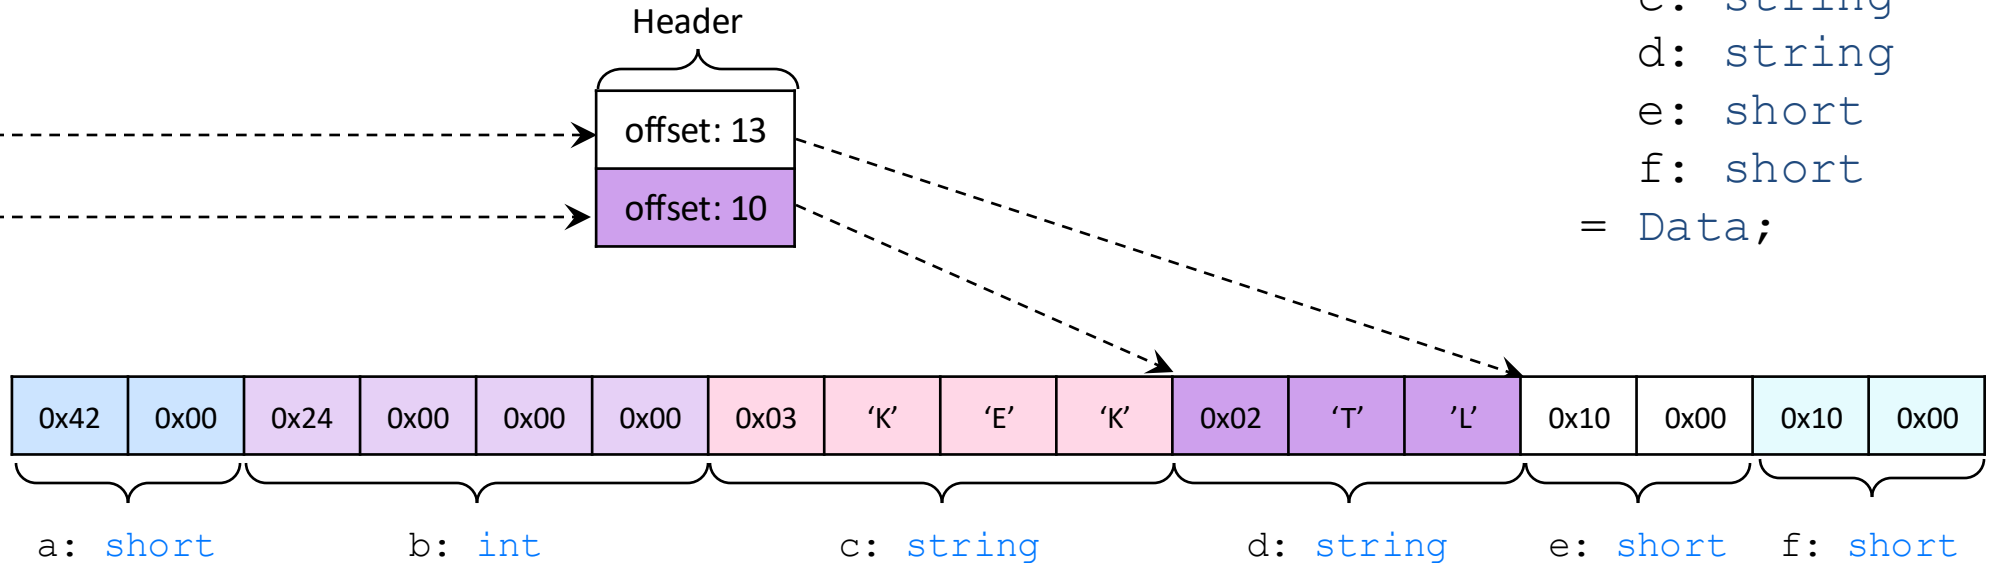 Header
offset: 13
offset: 10
c: string
d: string
e: short
f: short
= Data;
0x42 0x00 0x24 0x00 0x00 0x00 0x03 ‘K’ ‘E’ ‘K’ 0x02 ‘T’ ’L’ 0x10 0x00 0x10 0x00
a: short b: int c: string d: string e: short f: short